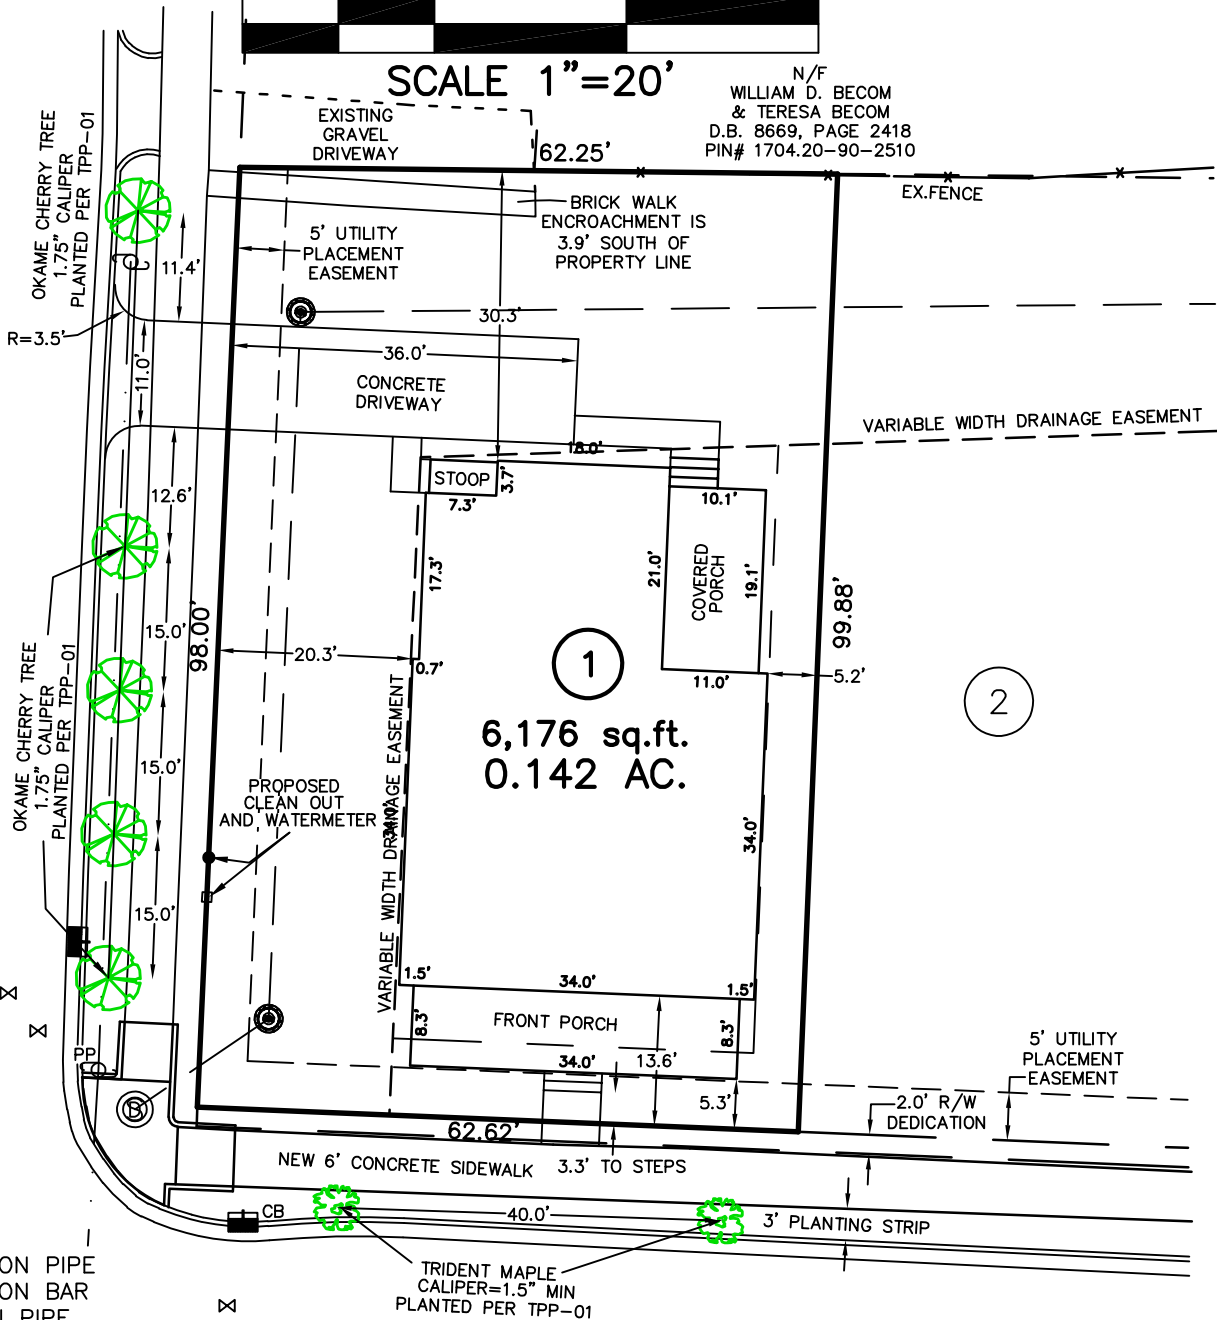 SCALE 1"=20'
N/F
WILLIAM D. BECOM
& TERESA BECOM
D.B. 8669, PAGE 2418
PIN# 1704.20-90-2510
EXISTING
GRAVEL
DRIVEWAY
62.25'
EX.FENCE
OKAME CHERRY TREE
1.75" CALIPER
PLANTED PER TPP-01
BRICK WALK
ENCROACHMENT IS
3.9' SOUTH OF
PROPERTY LINE
5' UTILITY
PLACEMENT
EASEMENT
11.4'
R=3.5'
30.3'
11.0'
36.0'
CONCRETE
DRIVEWAY
VARIABLE WIDTH DRAINAGE EASEMENT
18.0'
STOOP
3.7'
7.3'
10.1'
12.6'
17.3'
21.0'
COVERED
PORCH
19.1'
98.00'
99.88'
15.0'
20.3'
0.7'
11.0'
5.2'
1
2
6,176 sq.ft.
0.142 AC.
OKAME CHERRY TREE
1.75" CALIPER
PLANTED PER TPP-01
15.0'
PROPOSED
CLEAN OUT
AND WATERMETER
VARIABLE WIDTH DRAINAGE EASEMENT
34.0'
34.0'
15.0'
1.5'
34.0'
1.5'
8.3'
FRONT PORCH
8.3'
34.0'
13.6'
5.3'
PP
B
5' UTILITY
PLACEMENT
EASEMENT
2.0' R/W
DEDICATION
62.62'
NEW 6' CONCRETE SIDEWALK
3.3' TO STEPS
CB
40.0'
3' PLANTING STRIP
TRIDENT MAPLE
CALIPER=1.5" MIN
PLANTED PER TPP-01
ON PIPE
ON BAR
PIPE